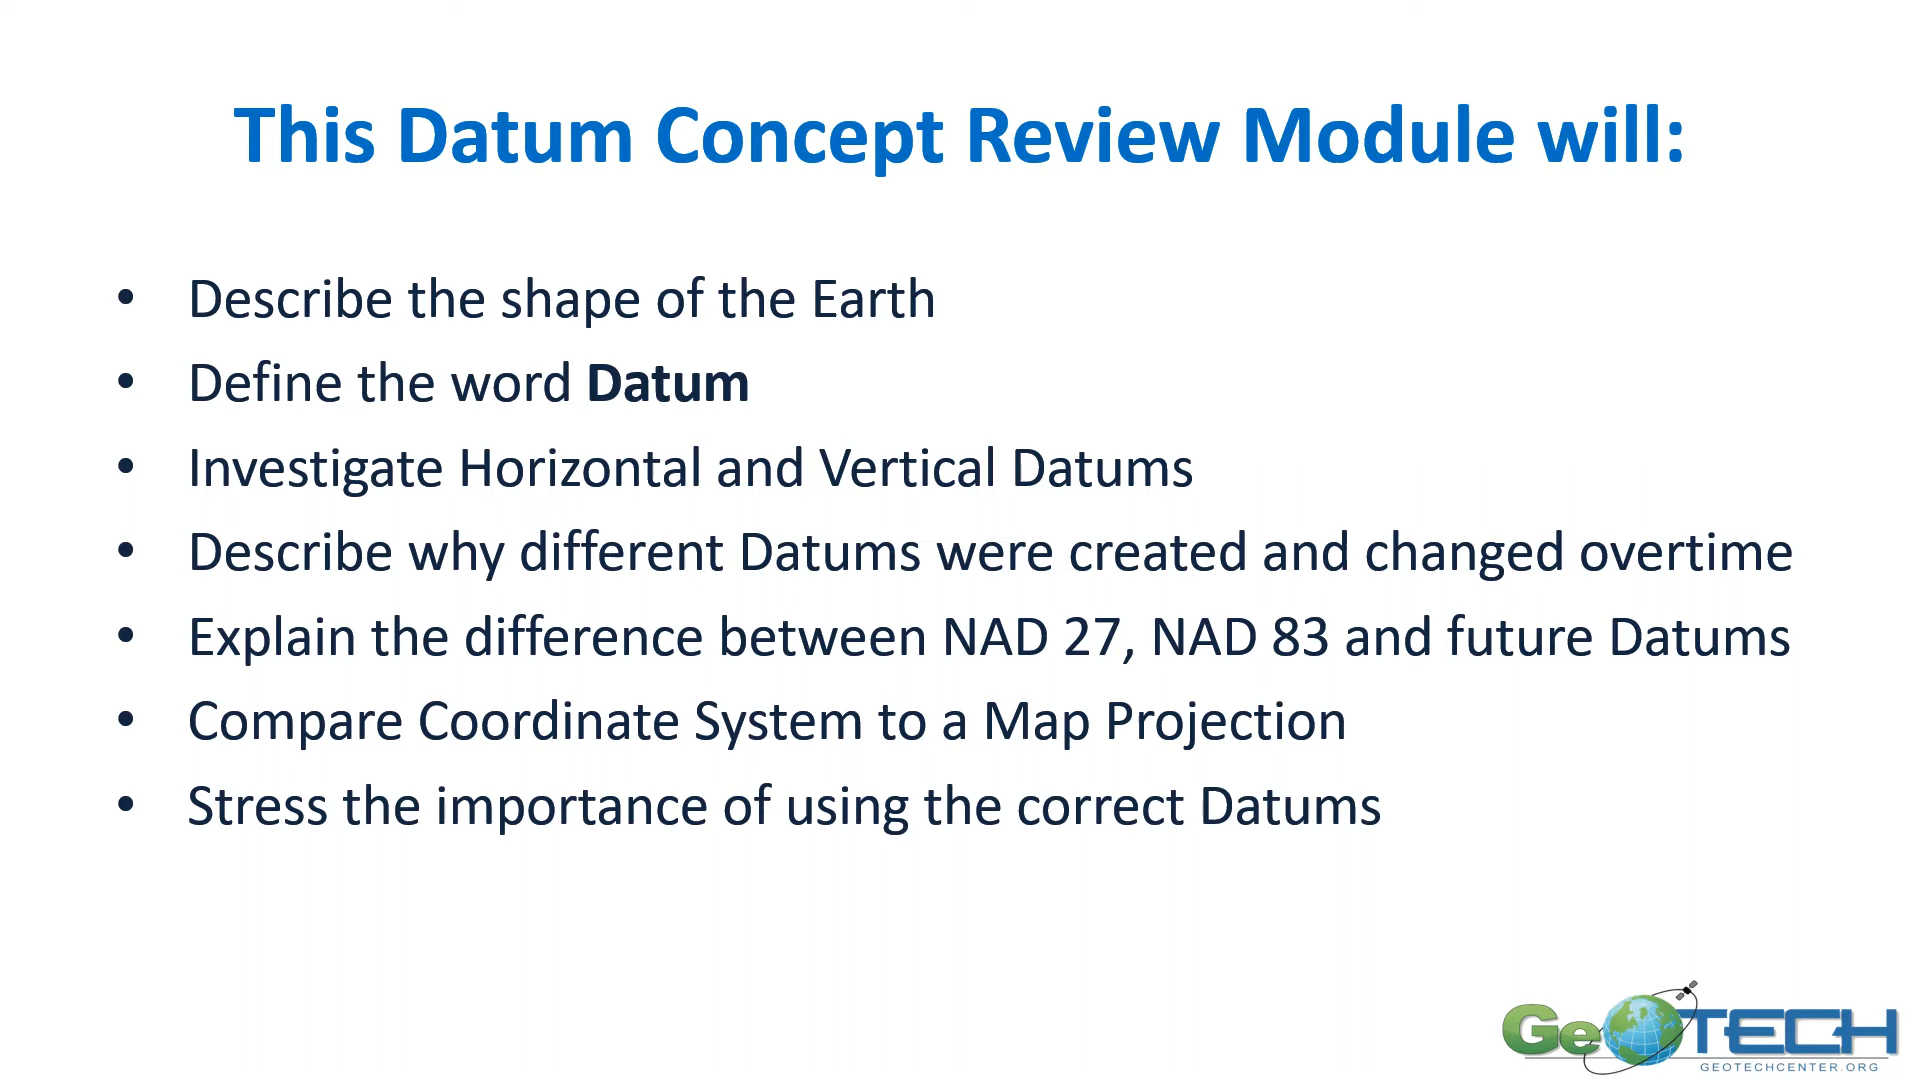 This Datum Concept Review Module will:
• Describe the shape of the Earth
• Define the word Datum
• Investigate Horizontal and Vertical Datums
• Describe why different Datums were created and changed overtime
• Explain the difference between NAD 27, NAD 83 and future Datums
• Compare Coordinate System to a Map Projection
• Stress the importance of using the correct Datums
GeoTECH
GEOTECHCENTER.ORG